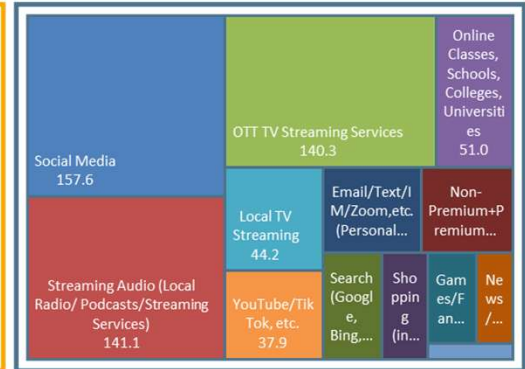 Social Media
157.6
Streaming Audio (Local
Radio/ Podcasts/Streaming
Services)
141.1
OTT TV Streaming Services
140.3
Online
Classes,
Schools,
Colleges,
Universiti
es
51.0
Local TV
Streaming
44.2
YouTube/Tik
Tok, etc.
37.9
Email/Text/I
M/Zoom,etc.
(Personal...
Non-
Premium+P
remium...
Search
(Googl
e,
Bing,...
Sho
ppin
g
(in...
Gam
es/F
an...
Ne
ws
/...